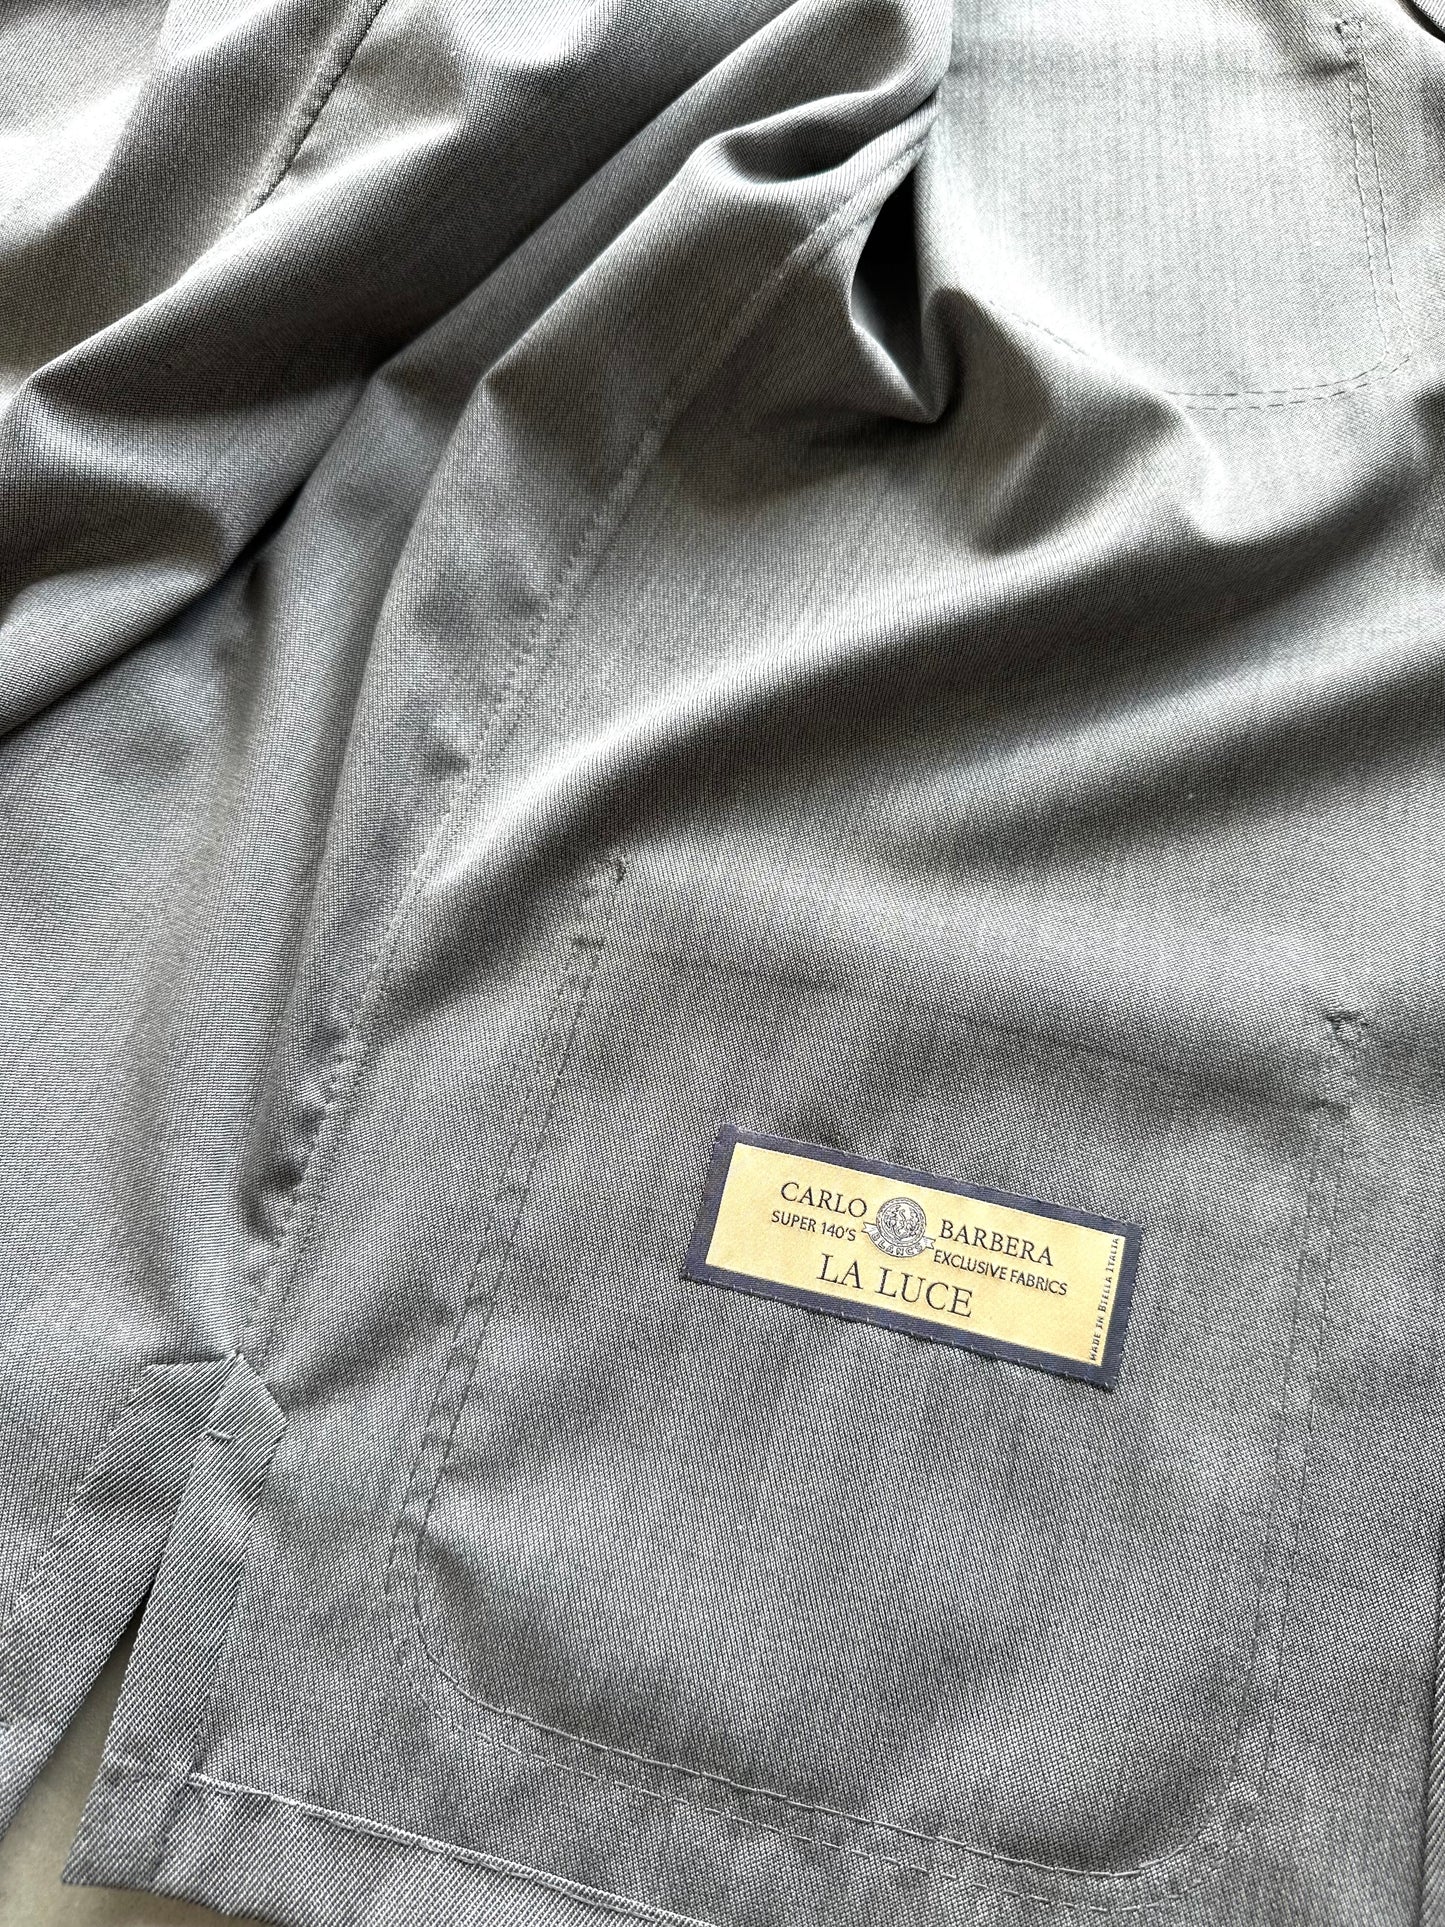 CARLO BARBERA
SUPER 140'S EXCLUSIVE FABRICS
LA LUCE
MADE IN BIELLA ITALIA